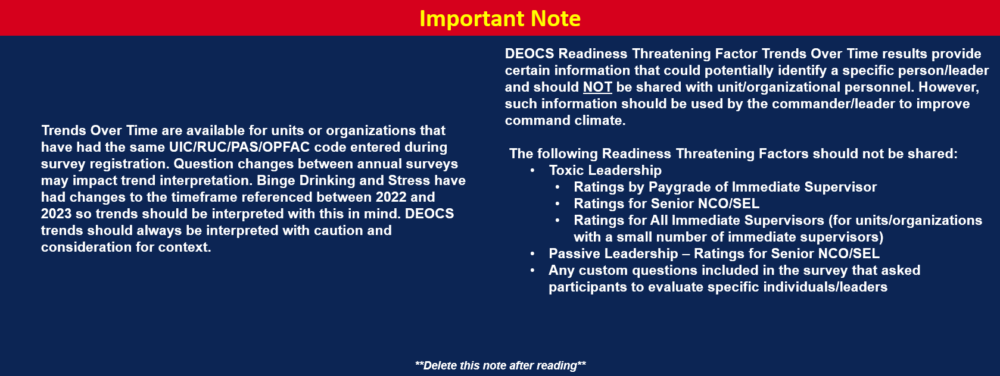 Important Note
Trends Over Time are available for units or organizations that
have had the same UIC/RUC/PAS/OPFAC code entered during
survey registration. Question changes between annual surveys
may impact trend interpretation. Binge Drinking and Stress have
had changes to the timeframe referenced between 2022 and
2023 so trends should be interpreted with this in mind. DEOCS
trends should always be interpreted with caution and
consideration for context.
DEOCS Readiness Threatening Factor Trends Over Time results provide
certain information that could potentially identify a specific person/leader
and should NOT be shared with unit/organizational personnel. However,
such information should be used by the commander/leader to improve
command climate.
The following Readiness Threatening Factors should not be shared:
• Toxic Leadership
• Ratings by Paygrade of Immediate Supervisor
• Ratings for Senior NCO/SEL
• Ratings for All Immediate Supervisors (for units/organizations
with a small number of immediate supervisors)
• Passive Leadership – Ratings for Senior NCO/SEL
• Any custom questions included in the survey that asked
participants to evaluate specific individuals/leaders
**Delete this note after reading**